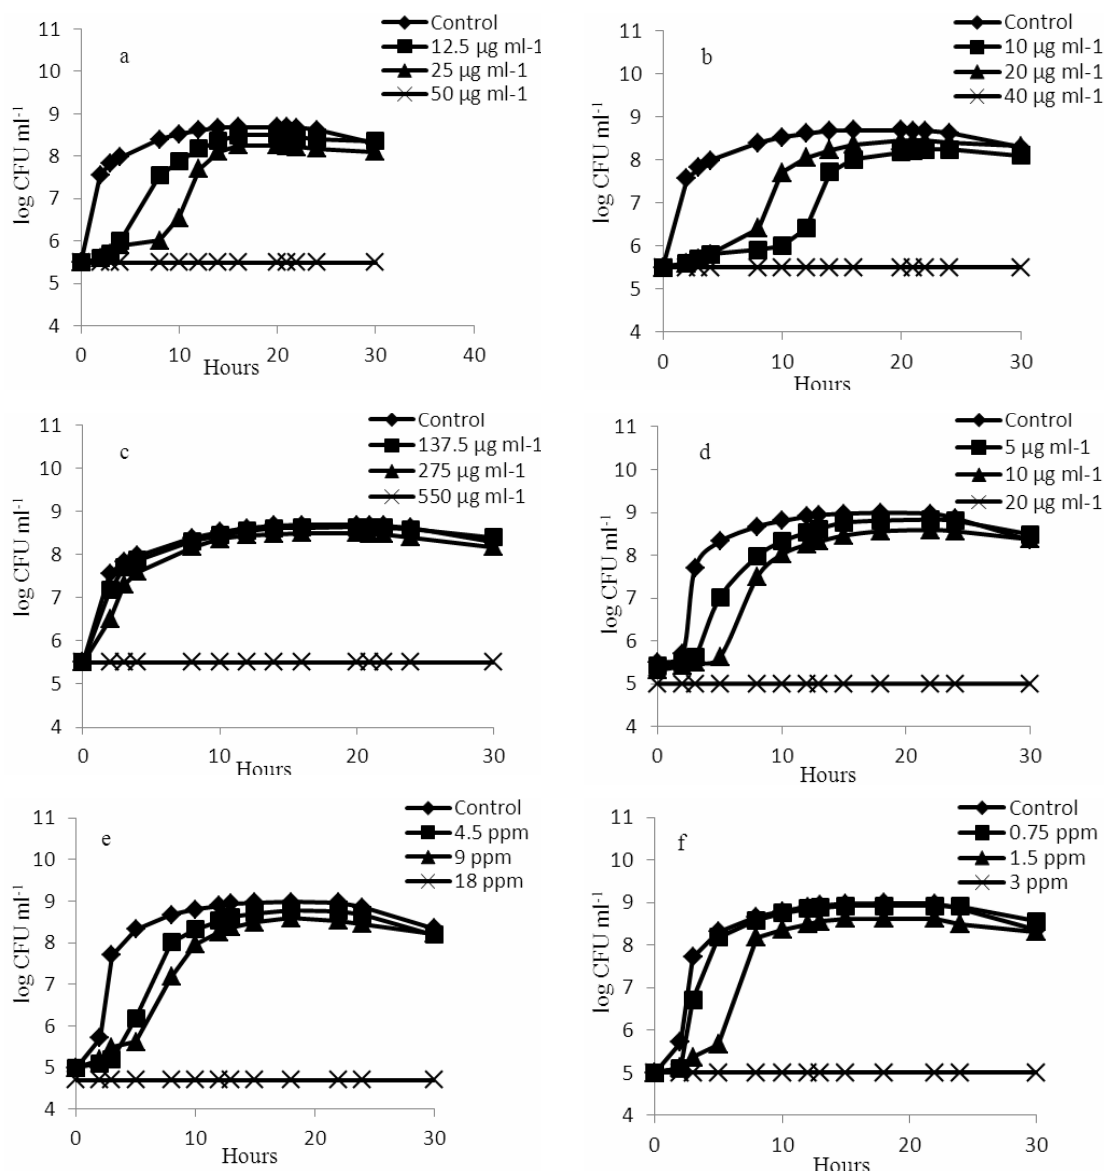 a
Control
12.5 µg ml-1
25 µg ml-1
50 µg ml-1
log CFU ml-1
11
10
9
8
7
6
5
4
0 10 20 30 40
Hours
b
Control
10 µg ml-1
20 µg ml-1
40 µg ml-1
log CFU ml-1
11
10
9
8
7
6
5
4
0 10 20 30
Hours
c
Control
137.5 µg ml-1
275 µg ml-1
550 µg ml-1
log CFU ml-1
11
10
9
8
7
6
5
4
0 10 20 30
Hours
d
Control
5 µg ml-1
10 µg ml-1
20 µg ml-1
log CFU ml-1
11
10
9
8
7
6
5
4
0 10 20 30
Hours
e
Control
4.5 ppm
9 ppm
18 ppm
log CFU ml-1
11
10
9
8
7
6
5
4
0 10 20 30
Hours
f
Control
0.75 ppm
1.5 ppm
3 ppm
log CFU ml-1
11
10
9
8
7
6
5
4
0 10 20 30
Hours